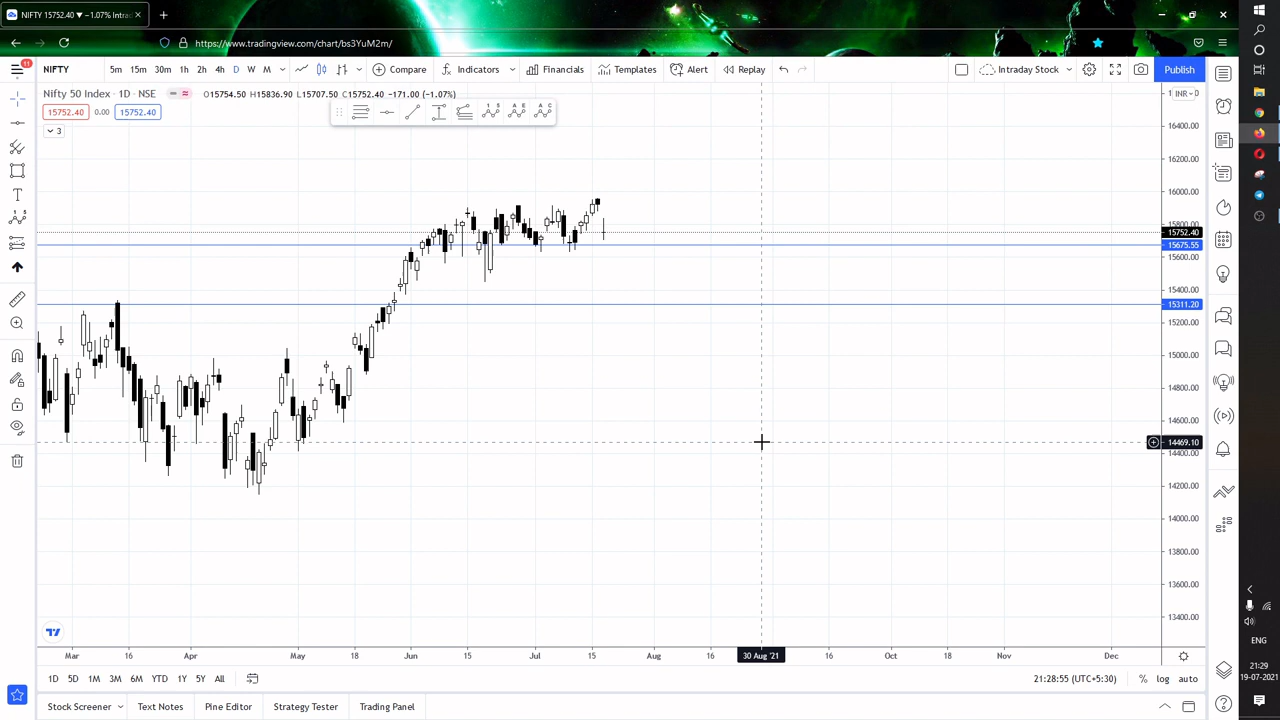 NIFTY 15752.40 ▼ −1.07% Intrad
https://www.tradingview.com/chart/bs3YuM2m/
11
NIFTY 5m 15m 30m 1h 2h 4h D W M Compare Indicators Financials Templates Alert Replay Intraday Stock Publish
Nifty 50 Index · 1D · NSE O15754.50 H15836.90 L15707.50 C15752.40 −171.00 (−1.07%)
INR
15752.40 0.00 15752.40
3
16400.00
16200.00
16000.00
15800.00
15752.40
15675.55
15600.00
15400.00
15311.20
15200.00
15000.00
14800.00
14600.00
14469.10
14400.00
14200.00
14000.00
13800.00
13600.00
13400.00
Mar 16 Apr May 18 Jun 15 Jul 15 Aug 16 30 Aug '21 16 Oct 18 Nov Dec
1D 5D 1M 3M 6M YTD 1Y 5Y All 21:28:55 (UTC+5:30) % log auto
Stock Screener Text Notes Pine Editor Strategy Tester Trading Panel
ENG
21:29
19-07-2021